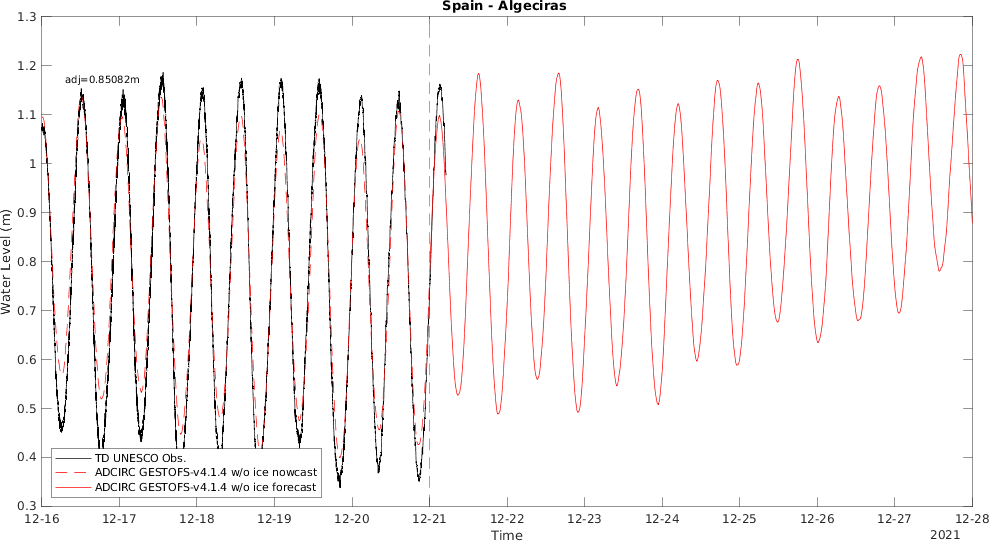 Spain - Algeciras
1.3
1.2
1.1
1
0.9
0.8
0.7
0.6
0.5
0.4
0.3
Water Level (m)
adj=0.85082m
TD UNESCO Obs.
ADCIRC GESTOFS-v4.1.4 w/o ice nowcast
ADCIRC GESTOFS-v4.1.4 w/o ice forecast
12-16 12-17 12-18 12-19 12-20 12-21 12-22 12-23 12-24 12-25 12-26 12-27 12-28
Time
2021